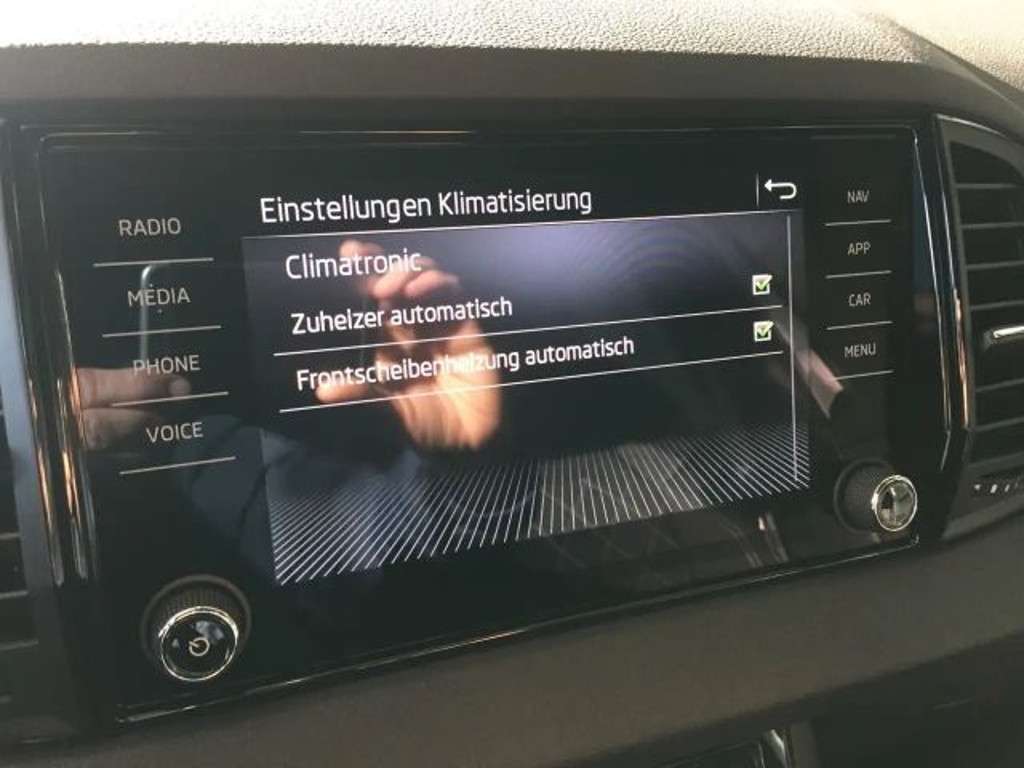 Einstellungen Klimatisierung
Climatronic
Zuheizer automatisch
Frontscheibenheizung automatisch
RADIO
MEDIA
PHONE
VOICE
NAV
APP
CAR
MENU